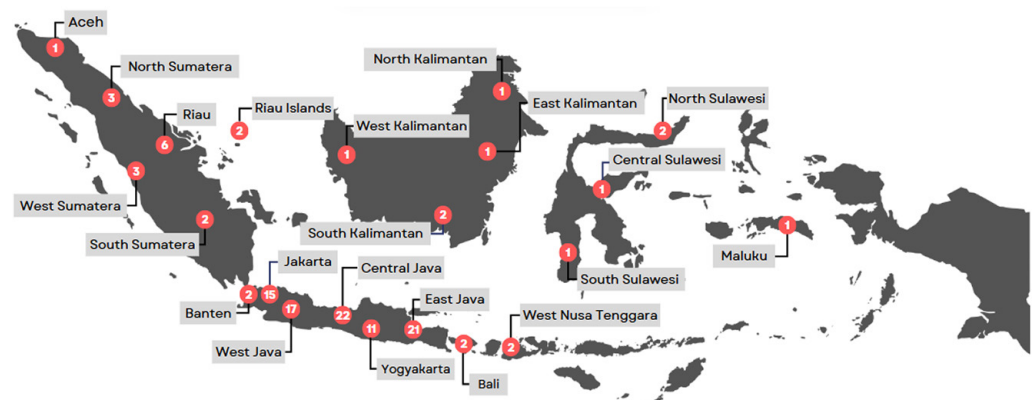 Aceh
1
North Sumatera
3
Riau
6
Riau Islands
2
West Sumatera
3
South Sumatera
2
North Kalimantan
1
West Kalimantan
1
East Kalimantan
1
South Kalimantan
2
North Sulawesi
2
Central Sulawesi
1
South Sulawesi
1
Maluku
1
Banten
2
Jakarta
15
West Java
17
Central Java
22
Yogyakarta
11
East Java
21
Bali
2
West Nusa Tenggara
2